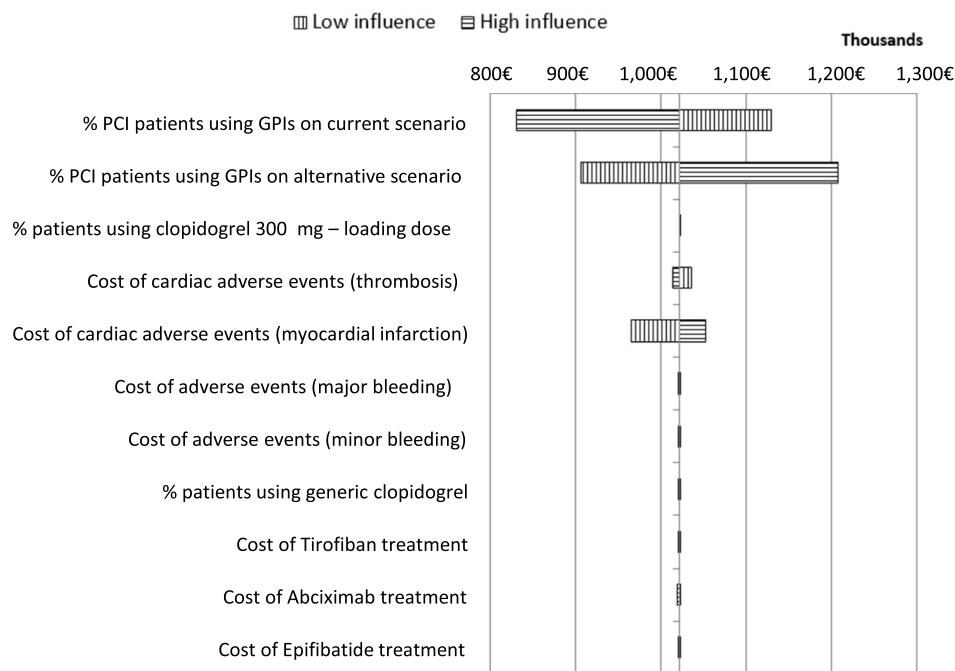 Low influence High influence
Thousands
800€ 900€ 1,000€ 1,100€ 1,200€ 1,300€
% PCI patients using GPIs on current scenario
% PCI patients using GPIs on alternative scenario
% patients using clopidogrel 300 mg – loading dose
Cost of cardiac adverse events (thrombosis)
Cost of cardiac adverse events (myocardial infarction)
Cost of adverse events (major bleeding)
Cost of adverse events (minor bleeding)
% patients using generic clopidogrel
Cost of Tirofiban treatment
Cost of Abciximab treatment
Cost of Epifibatide treatment